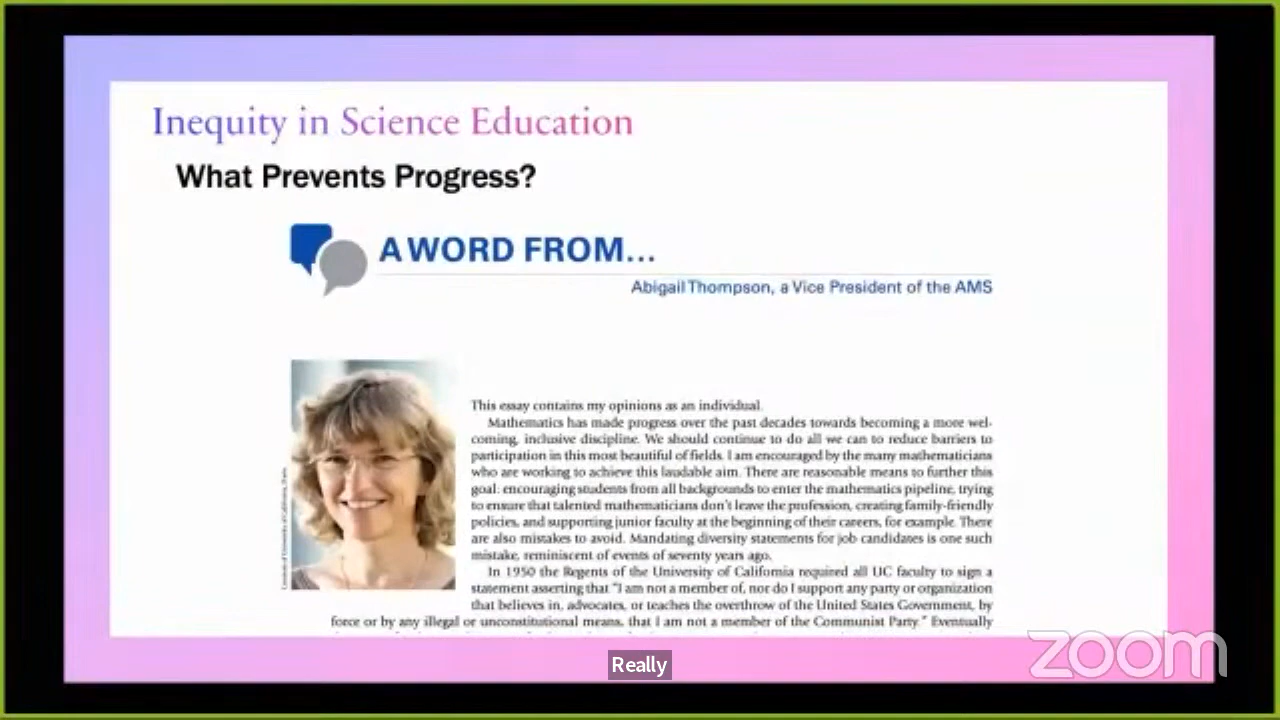 Inequity in Science Education
What Prevents Progress?
A WORD FROM...
Abigail Thompson, a Vice President of the AMS
This essay contains my opinions as an individual.
Mathematics has made progress over the past decades towards becoming a more wel-
coming, inclusive discipline. We should continue to do all we can to reduce barriers to
participation in this most beautiful of fields. I am encouraged by the many mathematicians
who are working to achieve this laudable aim. There are reasonable means to further this
goal: encouraging students from all backgrounds to enter the mathematics pipeline, trying
to ensure that talented mathematicians don't leave the profession, creating family-friendly
policies, and supporting junior faculty at the beginning of their careers, for example. There
are also mistakes to avoid. Mandating diversity statements for job candidates is one such
mistake, reminiscent of events of seventy years ago.
In 1950 the Regents of the University of California required all UC faculty to sign a
statement asserting that "I am not a member of, nor do I support any party or organization
that believes in, advocates, or teaches the overthrow of the United States Government, by
force or by any illegal or unconstitutional means, that I am not a member of the Communist Party." Eventually
Really
zoom